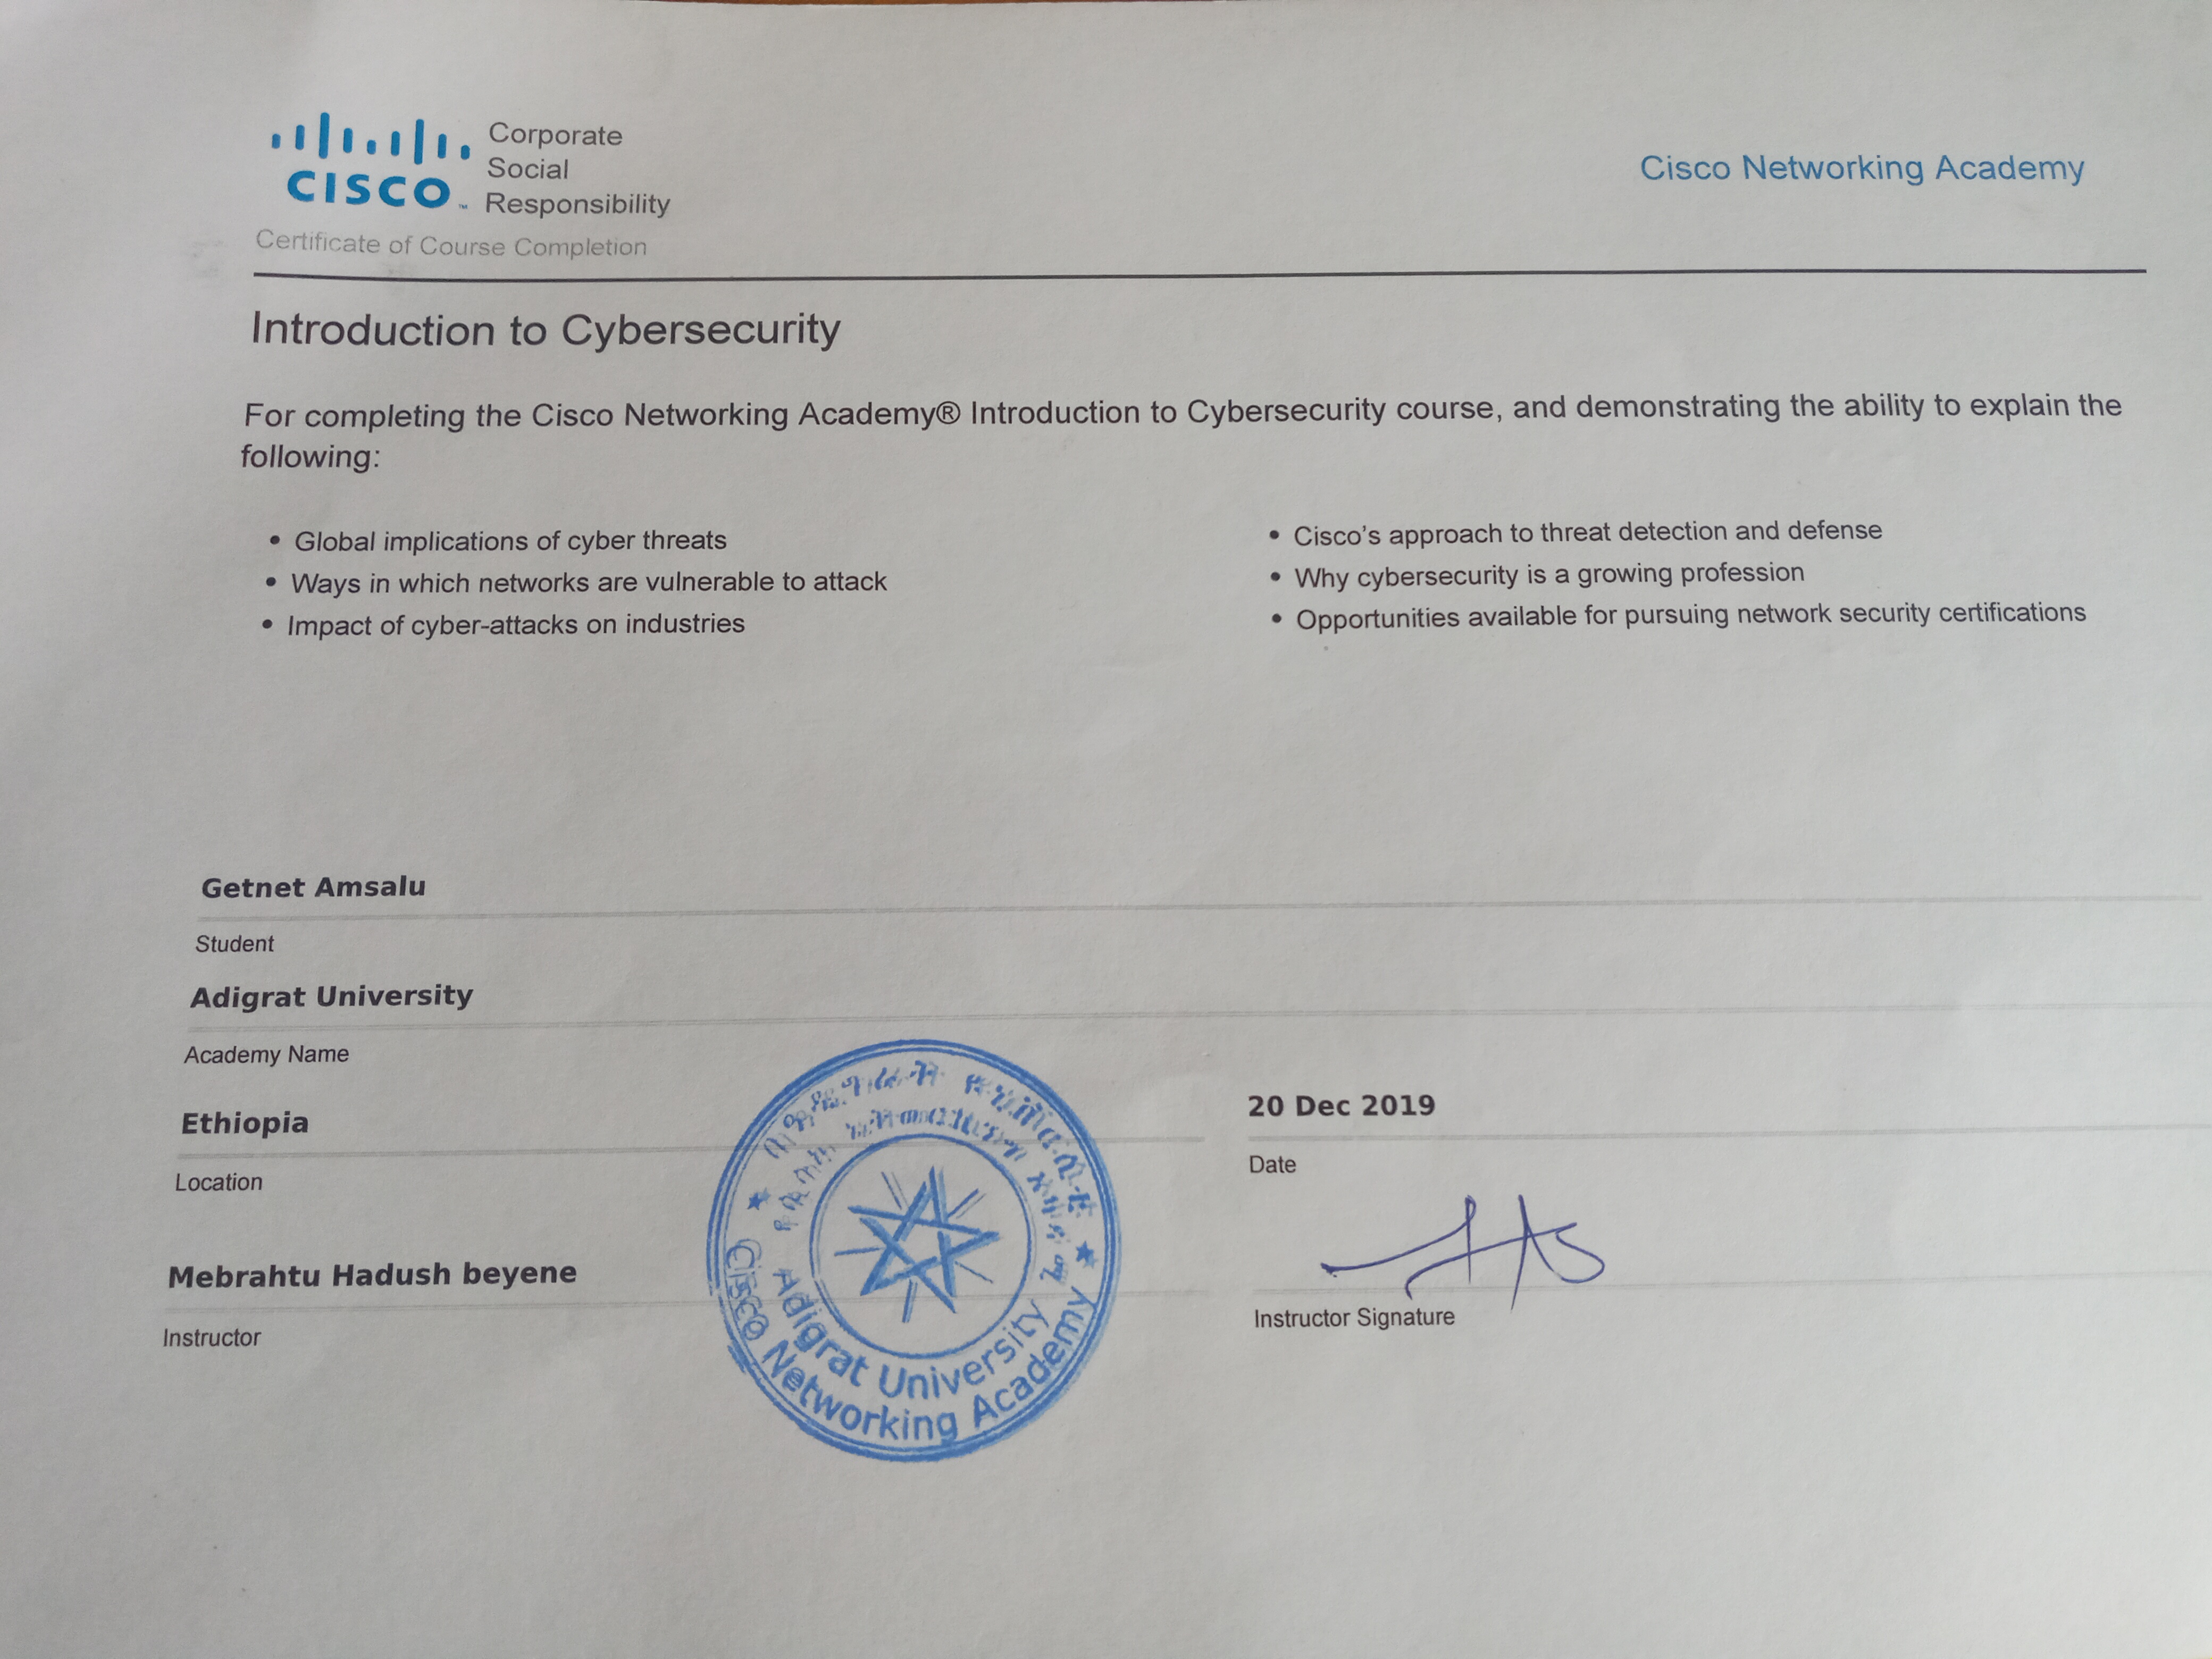 CISCO™
Corporate
Social
Responsibility
Cisco Networking Academy
Certificate of Course Completion
Introduction to Cybersecurity
For completing the Cisco Networking Academy® Introduction to Cybersecurity course, and demonstrating the ability to explain the
following:
• Global implications of cyber threats
• Ways in which networks are vulnerable to attack
• Impact of cyber-attacks on industries
• Cisco's approach to threat detection and defense
• Why cybersecurity is a growing profession
• Opportunities available for pursuing network security certifications
Getnet Amsalu
Student
Adigrat University
Academy Name
Ethiopia
Location
20 Dec 2019
Date
Mebrahtu Hadush beyene
Instructor
Instructor Signature
Adigrat University
Cisco Networking Academy